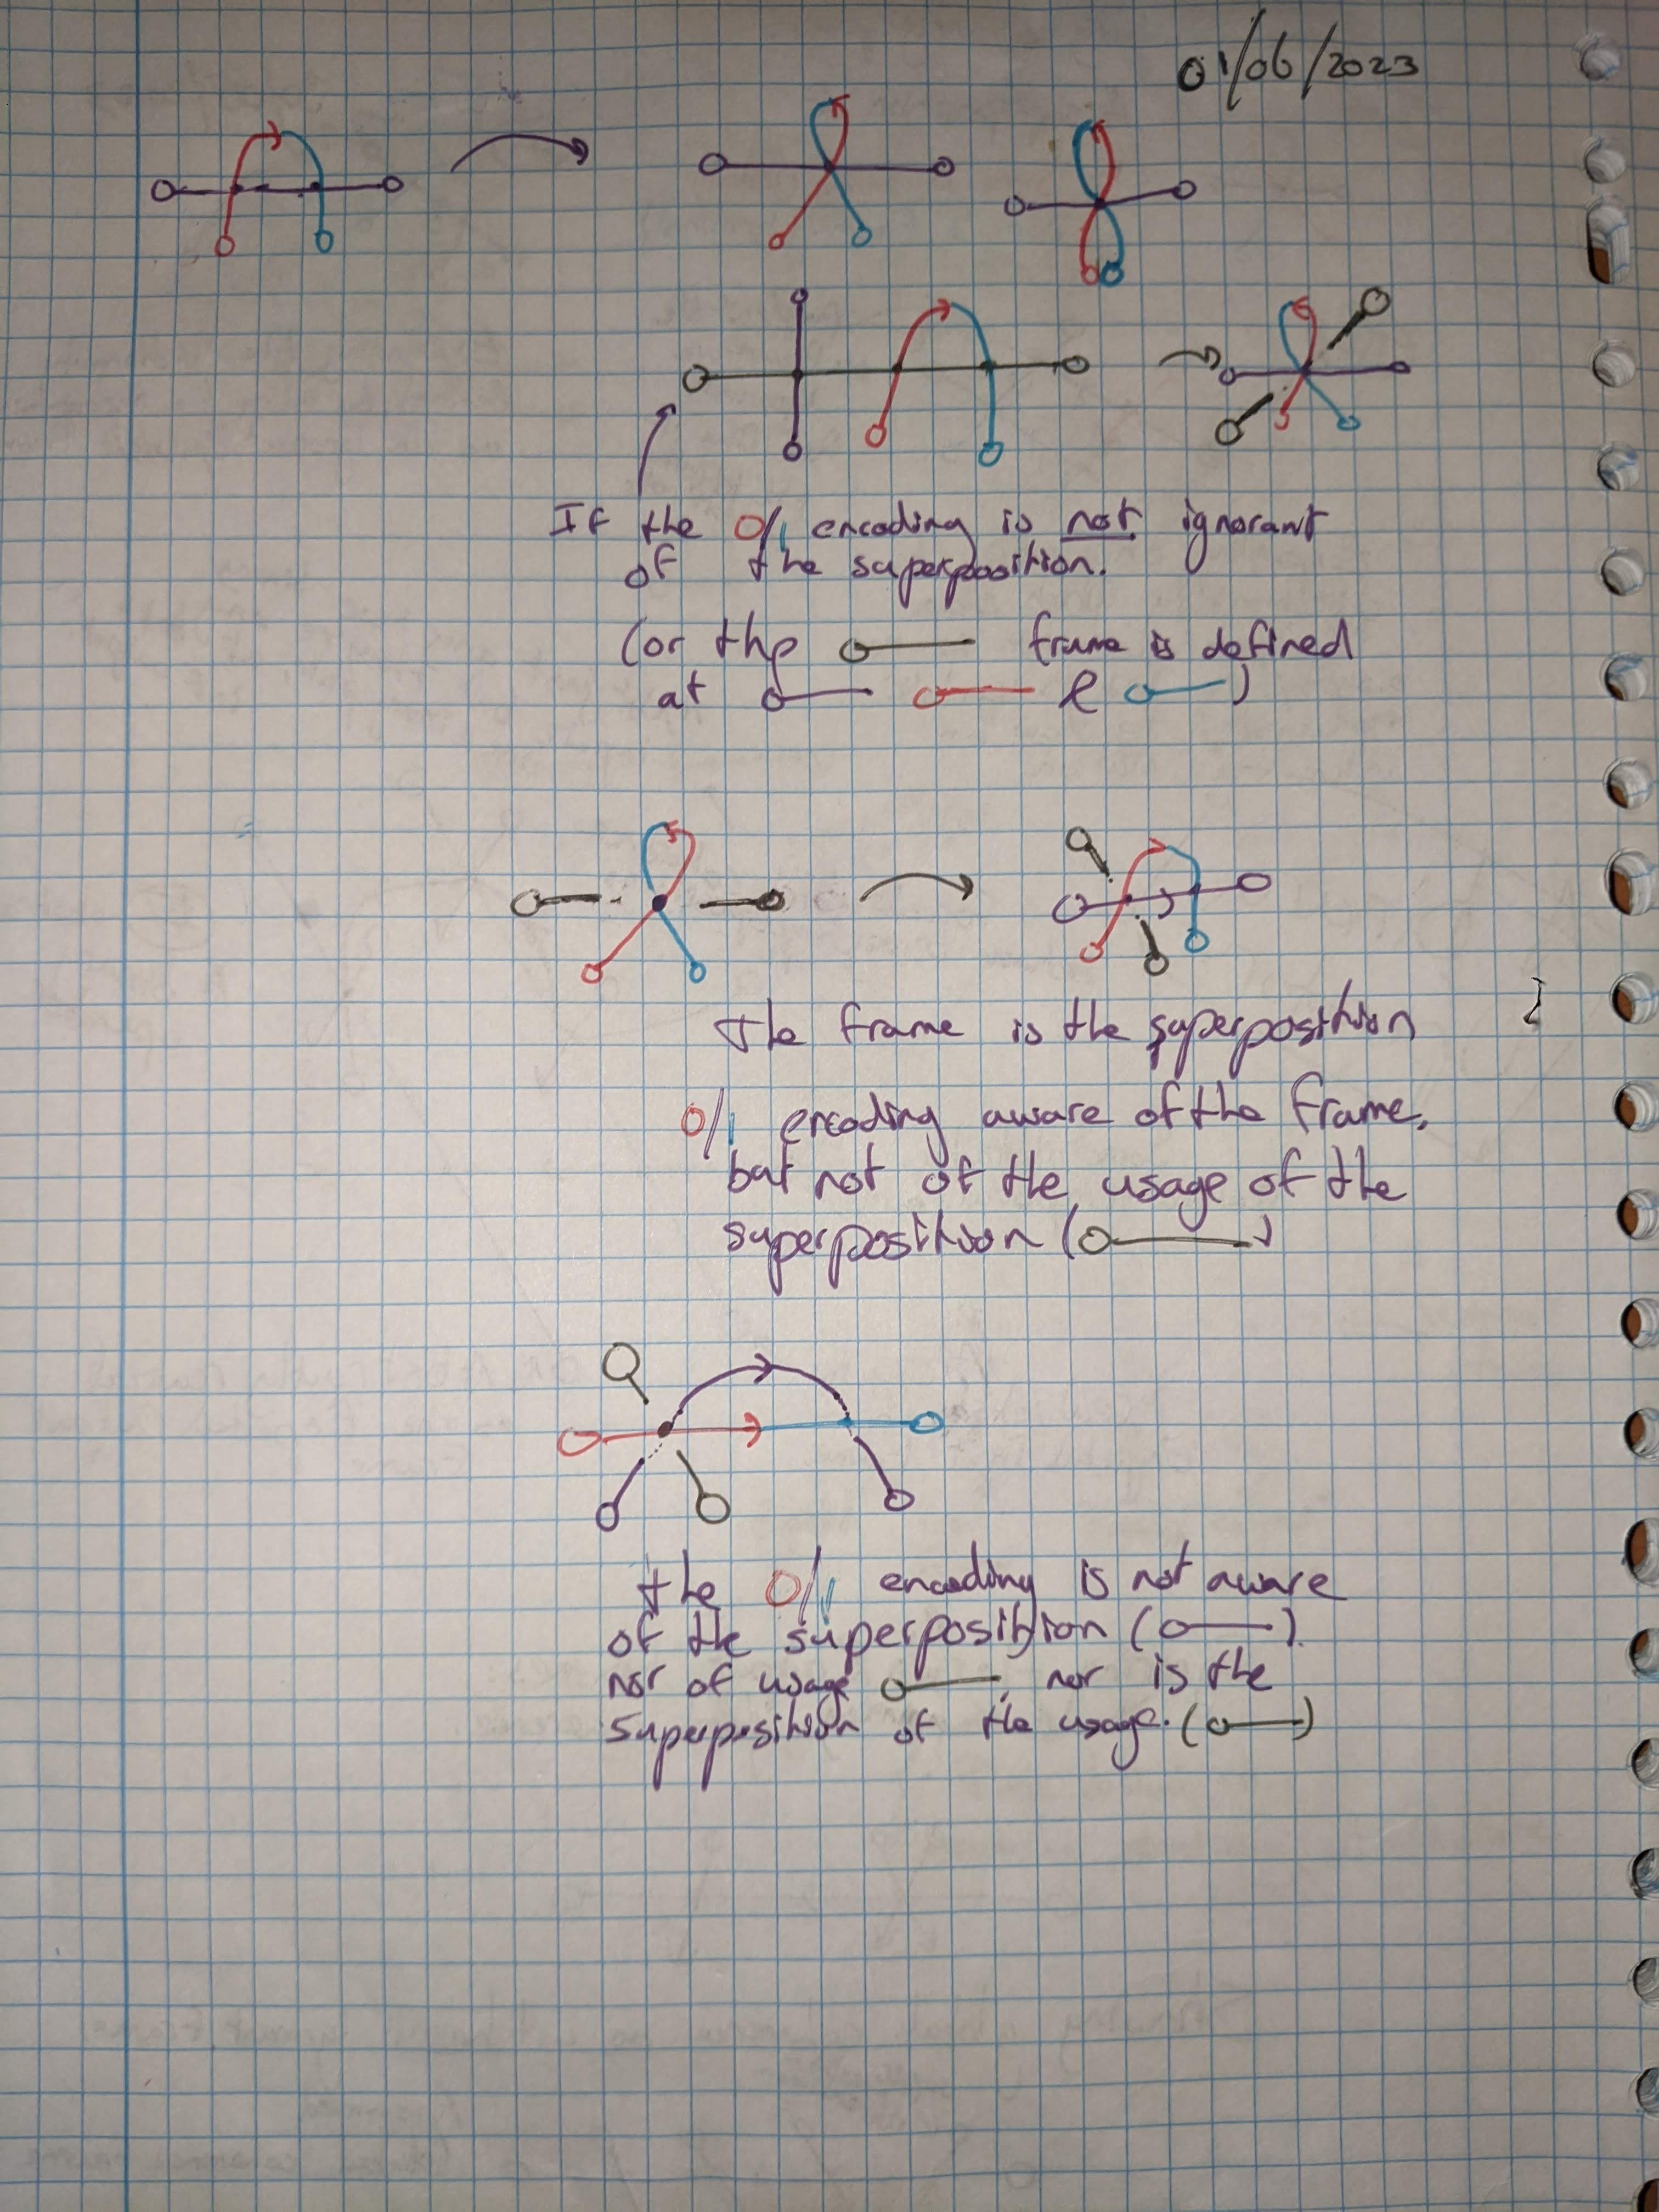 01/06/2023
If the 0/1 encoding is not ignorant
of the superposition.
(or the frame is defined
at & )
The frame is the superposition
0/1 encoding aware of the frame,
but not of the usage of the
superposition ( )
the 0/1 encoding is not aware
of the superposition ( ).
nor of usage , nor is the
superposition of the usage. ( )